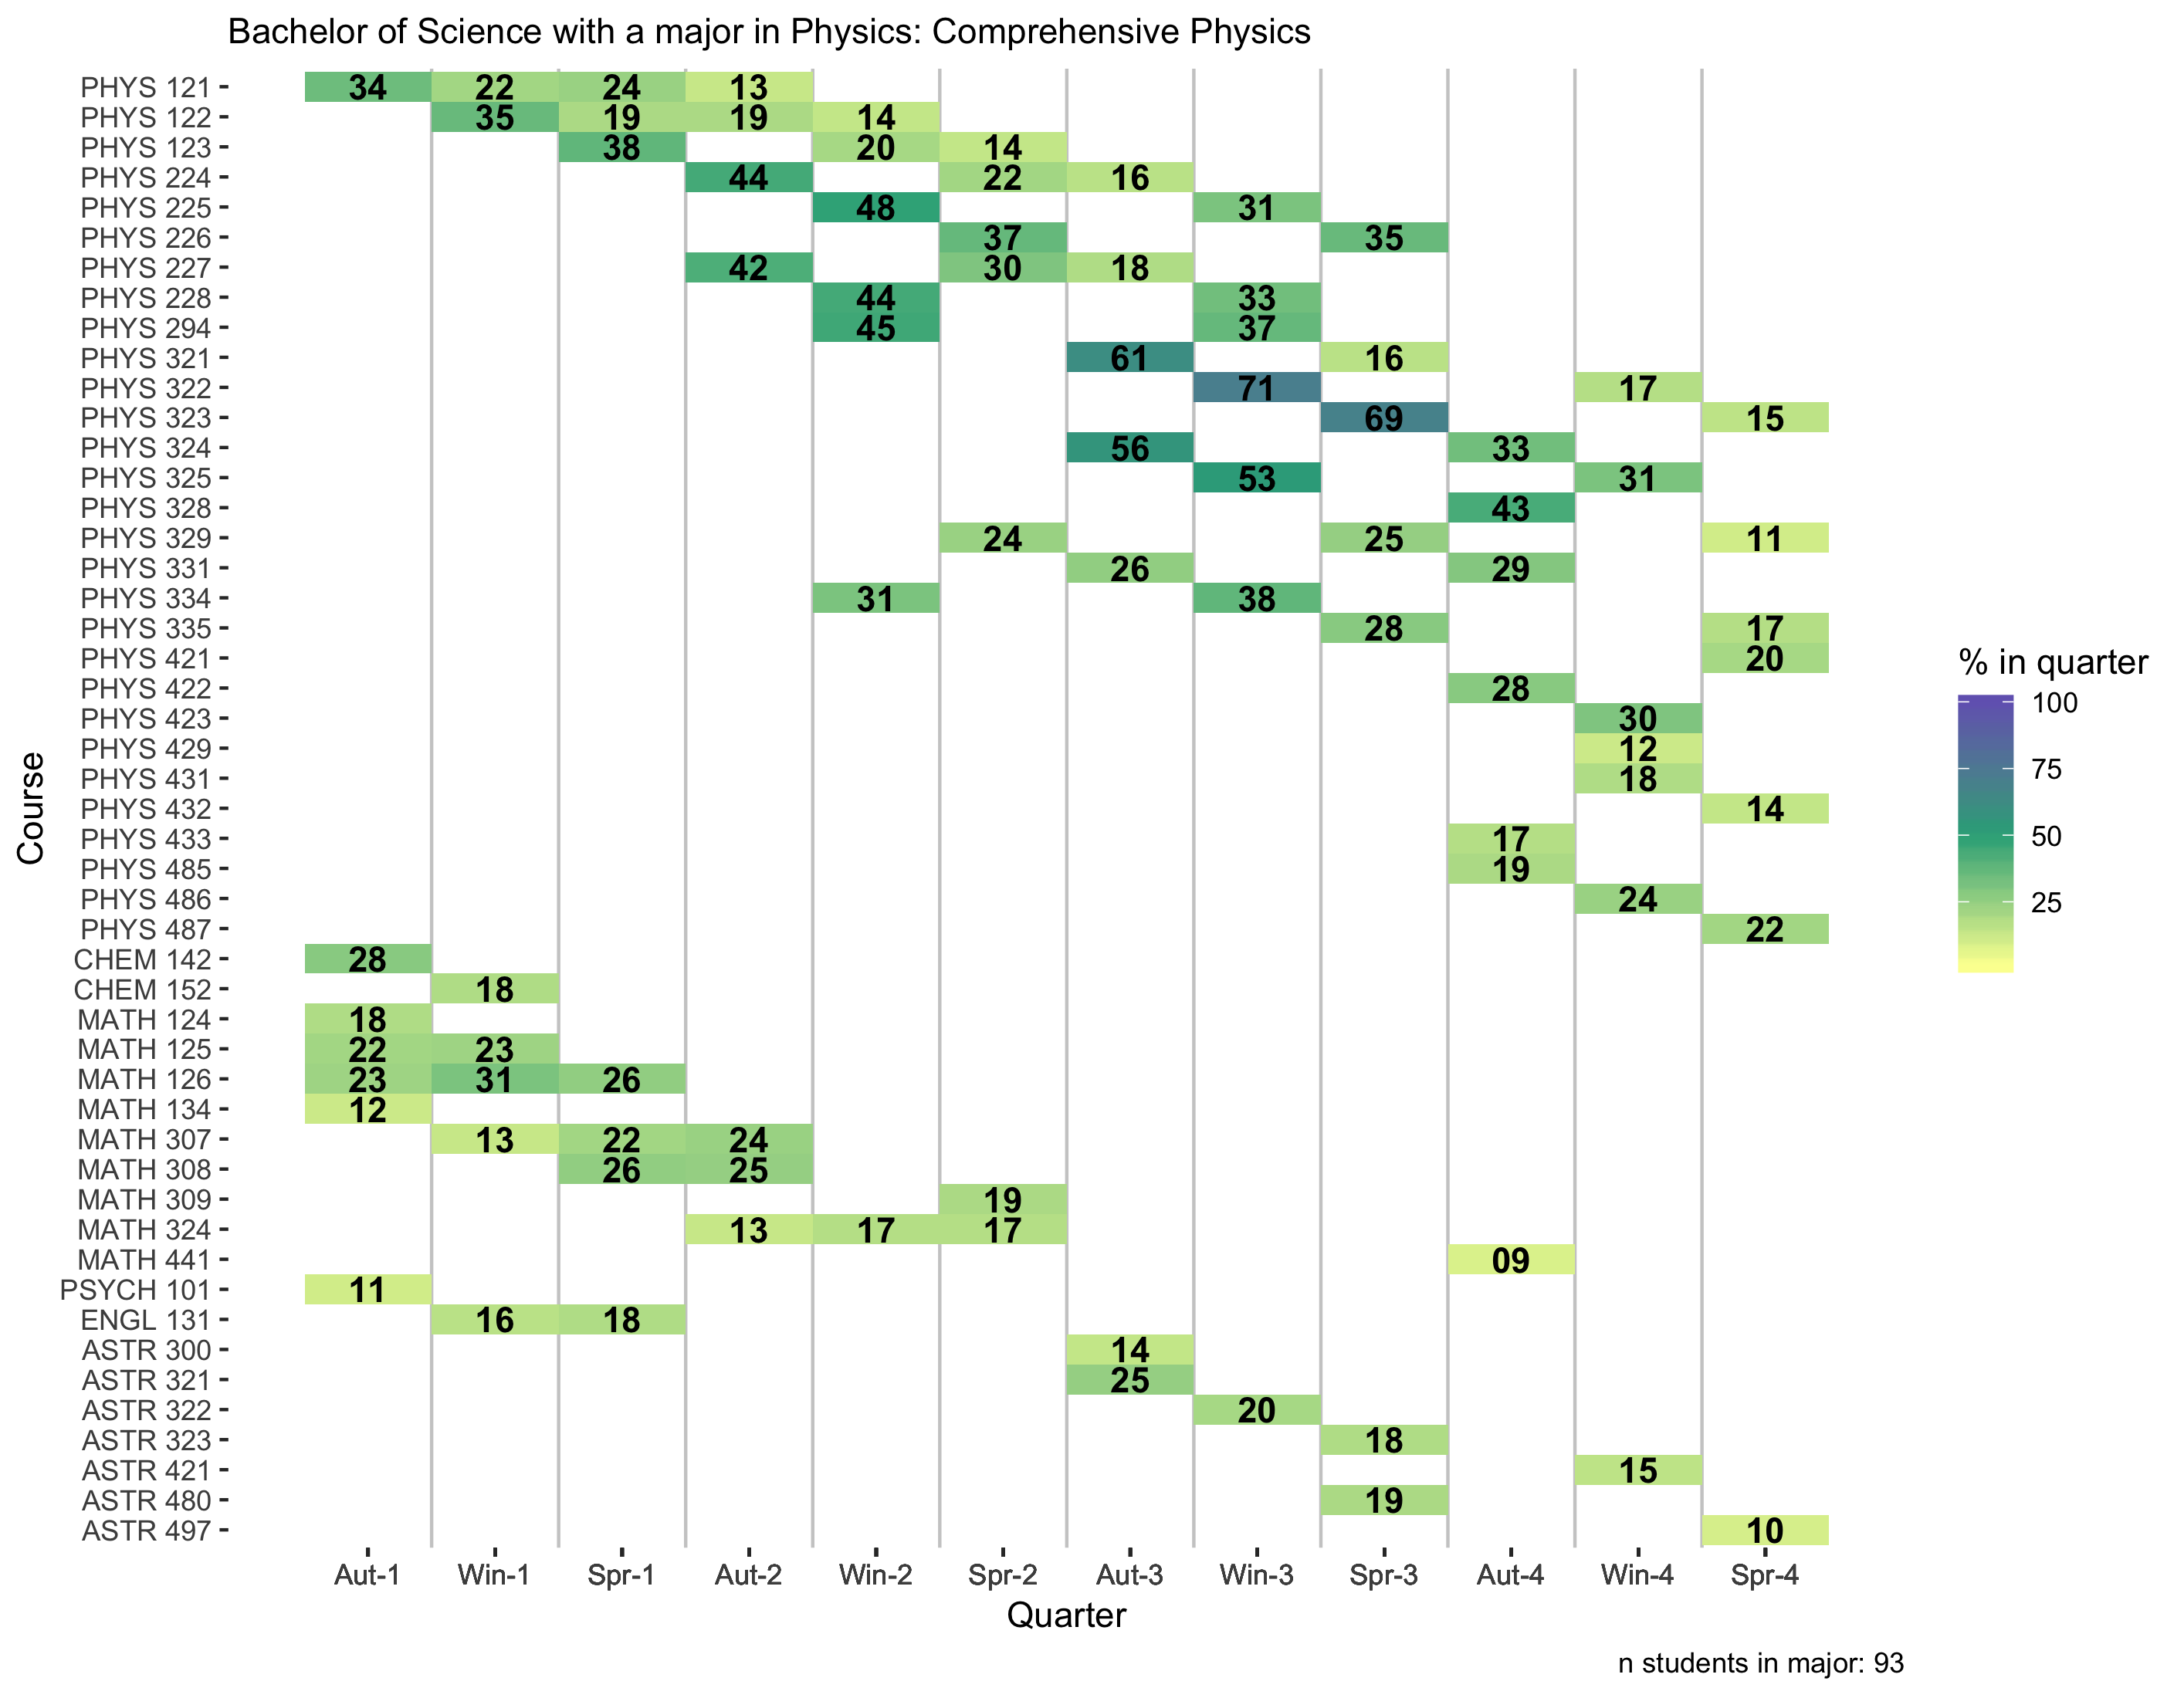 Bachelor of Science with a major in Physics: Comprehensive Physics
PHYS 121 34 22 24 13
PHYS 122 35 19 19 14
PHYS 123 38 20 14
PHYS 224 44 22 16
PHYS 225 48 31
PHYS 226 37 35
PHYS 227 42 30 18
PHYS 228 44 33
PHYS 294 45 37
PHYS 321 61 16
PHYS 322 71 17
PHYS 323 69 15
PHYS 324 56 33
PHYS 325 53 31
PHYS 328 43
PHYS 329 24 25 11
PHYS 331 26 29
PHYS 334 31 38
PHYS 335 28 17
PHYS 421 20
PHYS 422 28
PHYS 423 30
PHYS 429 12
PHYS 431 18
PHYS 432 14
PHYS 433 17
PHYS 485 19
PHYS 486 24
PHYS 487 22
CHEM 142 28
CHEM 152 18
MATH 124 18
MATH 125 22 23
MATH 126 23 31 26
MATH 134 12
MATH 307 13 22 24
MATH 308 26 25
MATH 309 19
MATH 324 13 17 17
MATH 441 09
PSYCH 101 11
ENGL 131 16 18
ASTR 300 14
ASTR 321 25
ASTR 322 20
ASTR 323 18
ASTR 421 15
ASTR 480 19
ASTR 497 10
Aut-1 Win-1 Spr-1 Aut-2 Win-2 Spr-2 Aut-3 Win-3 Spr-3 Aut-4 Win-4 Spr-4
Quarter
Course
% in quarter
100
75
50
25
n students in major: 93